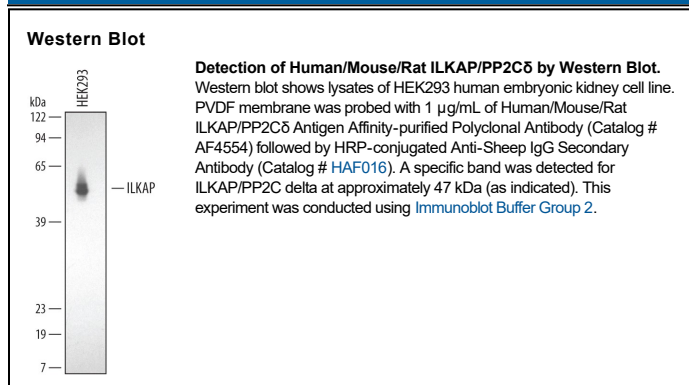 Western Blot
HEK293
kDa
122
94
65
ILKAP
39
23
19
7
Detection of Human/Mouse/Rat ILKAP/PP2Cδ by Western Blot.
Western blot shows lysates of HEK293 human embryonic kidney cell line.
PVDF membrane was probed with 1 µg/mL of Human/Mouse/Rat
ILKAP/PP2Cδ Antigen Affinity-purified Polyclonal Antibody (Catalog #
AF4554) followed by HRP-conjugated Anti-Sheep IgG Secondary
Antibody (Catalog # HAF016). A specific band was detected for
ILKAP/PP2C delta at approximately 47 kDa (as indicated). This
experiment was conducted using Immunoblot Buffer Group 2.